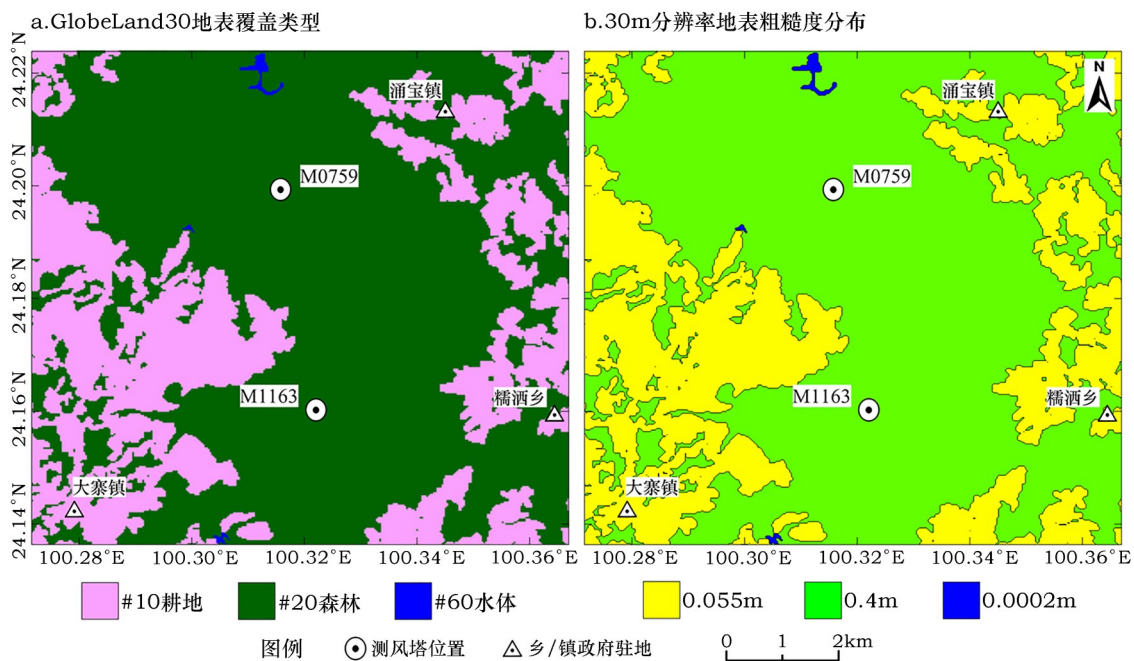 a.GlobeLand30地表覆盖类型
b.30m分辨率地表粗糙度分布
24.22°N
24.20°N
24.18°N
24.16°N
24.14°N
涌宝镇
M0759
M1163
糯洒乡
大寨镇
N
涌宝镇
M0759
M1163
糯洒乡
大寨镇
100.28°E 100.30°E 100.32°E 100.34°E 100.36°E
100.28°E 100.30°E 100.32°E 100.34°E 100.36°E
#10耕地 #20森林 #60水体
0.055m 0.4m 0.0002m
图例 测风塔位置 乡/镇政府驻地 0 1 2km